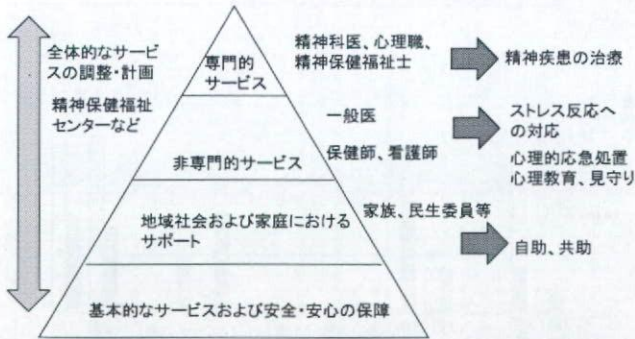 全体的なサービ
スの調整・計画
精神保健福祉
センターなど
専門的
サービス
精神科医、心理職、
精神保健福祉士
精神疾患の治療
一般医
保健師、看護師
ストレス反応へ
の対応
心理的応急処置
心理教育、見守り
非専門的サービス
地域社会および家庭における
サポート
家族、民生委員等
自助、共助
基本的なサービスおよび安全・安心の保障